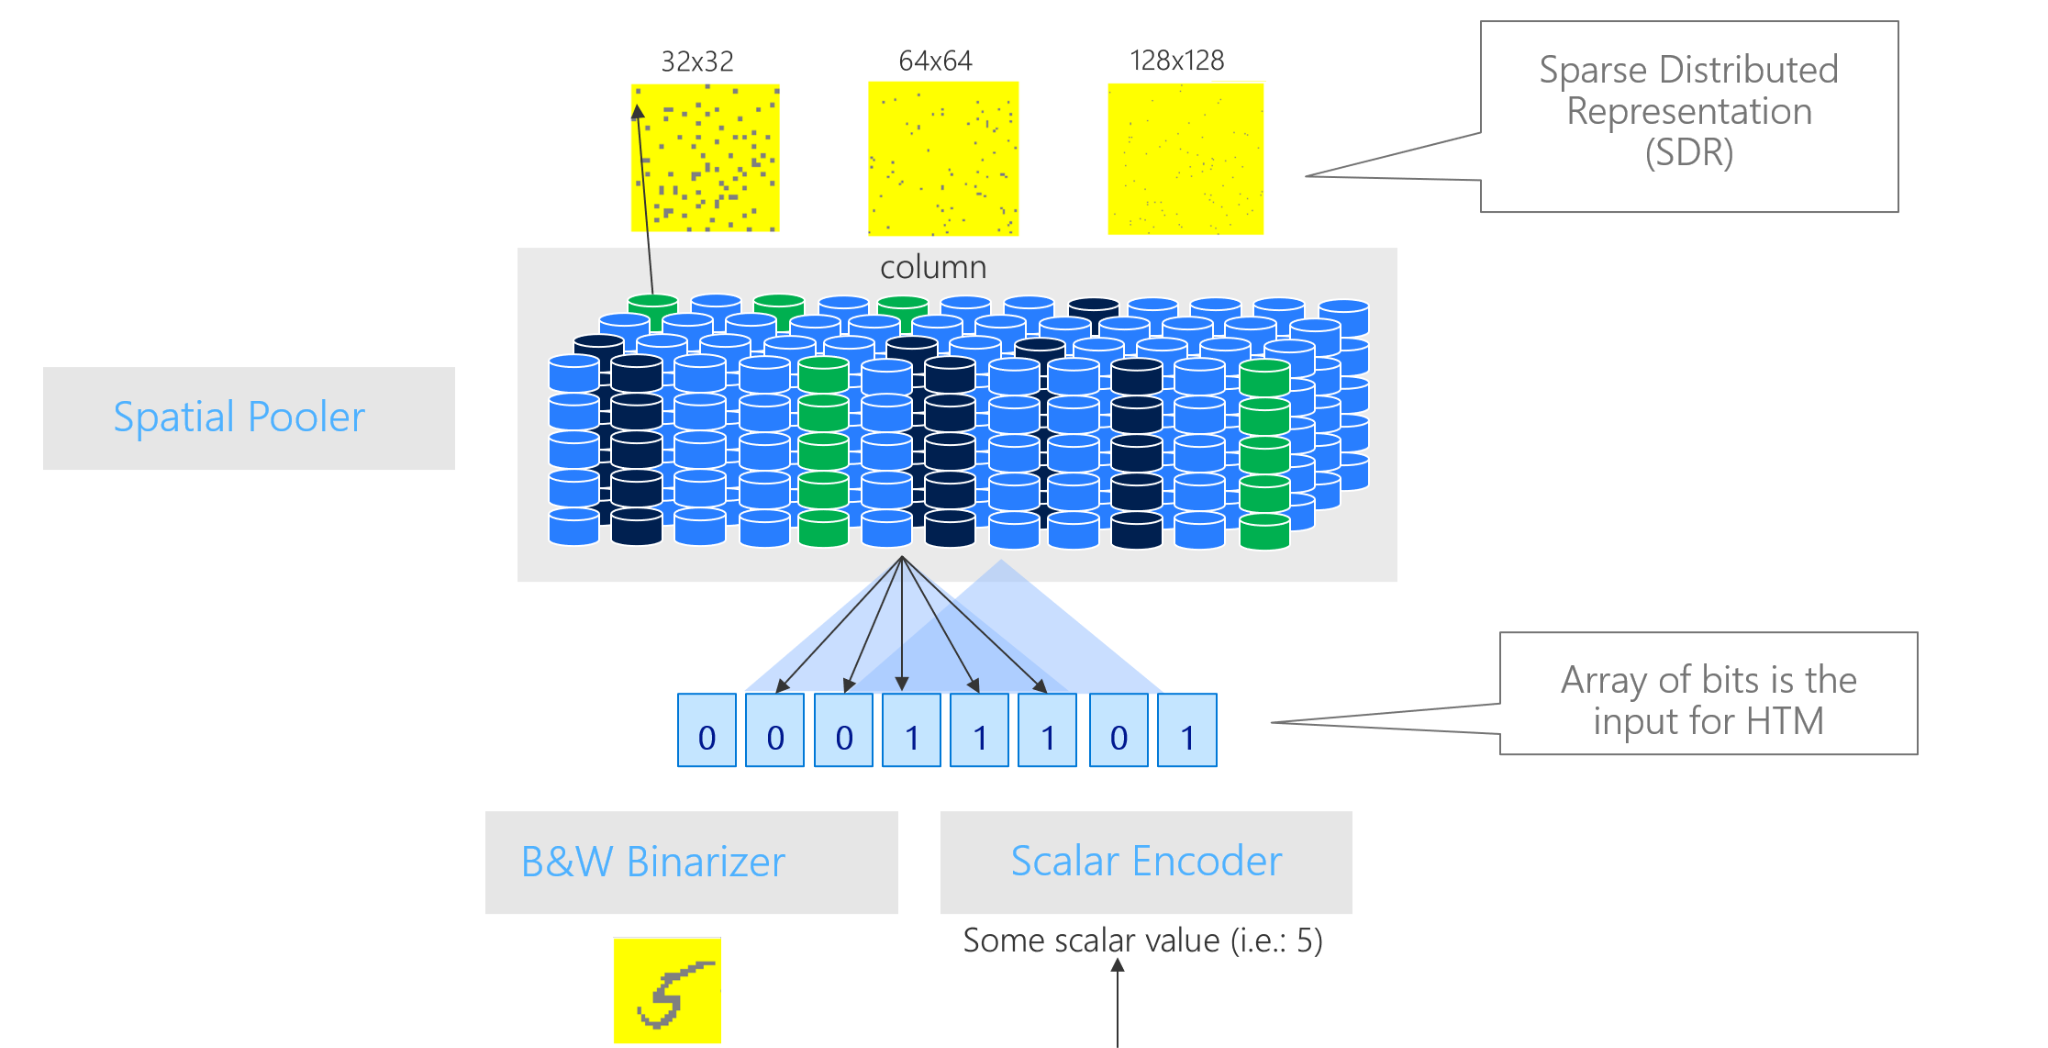 32x32
64x64
128x128
Sparse Distributed
Representation
(SDR)
column
Spatial Pooler
Array of bits is the
input for HTM
0 0 0 1 1 1 0 1
B&W Binarizer
Scalar Encoder
Some scalar value (i.e.: 5)
5